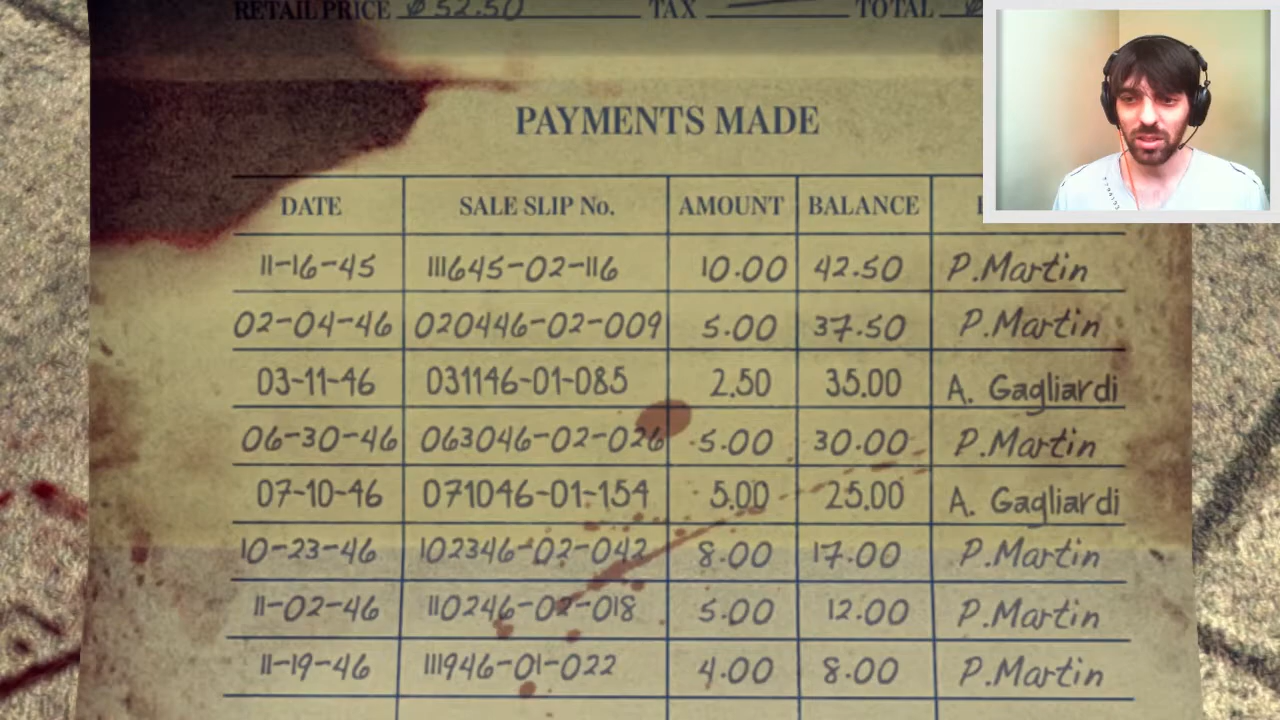 RETAIL PRICE $52.50 TAX TOTAL
PAYMENTS MADE
DATE SALE SLIP No. AMOUNT BALANCE
11-16-45 111645-02-116 10.00 42.50 P.Martin
02-04-46 020446-02-009 5.00 37.50 P.Martin
03-11-46 031146-01-085 2.50 35.00 A. Gagliardi
06-30-46 063046-02-026 5.00 30.00 P.Martin
07-10-46 071046-01-154 5.00 25.00 A. Gagliardi
10-23-46 102346-02-042 8.00 17.00 P.Martin
11-02-46 110246-02-018 5.00 12.00 P.Martin
11-19-46 111946-01-022 4.00 8.00 P.Martin